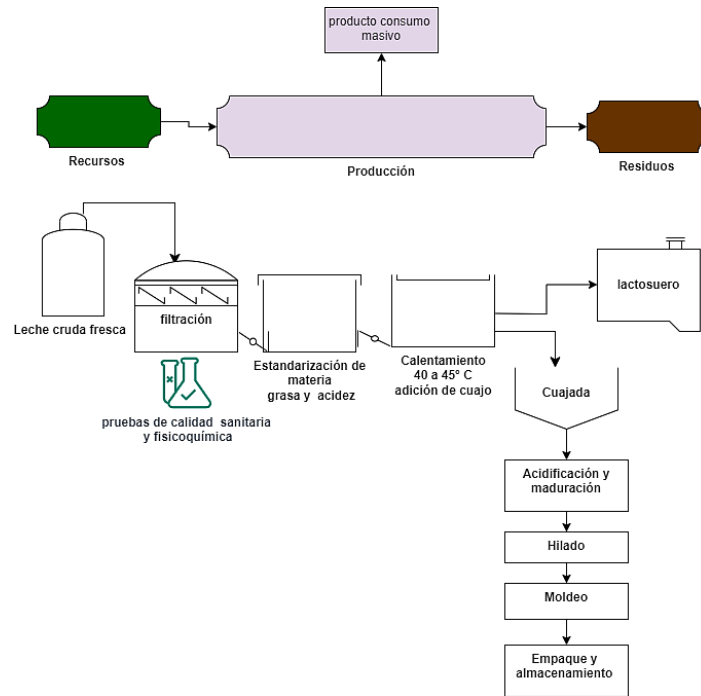 producto consumo
masivo
Recursos
Producción
Residuos
Leche cruda fresca
filtración
pruebas de calidad sanitaria
y fisicoquímica
Estandarización de
materia
grasa y acidez
Calentamiento
40 a 45° C
adición de cuajo
lactosuero
Cuajada
Acidificación y
maduración
Hilado
Moldeo
Empaque y
almacenamiento